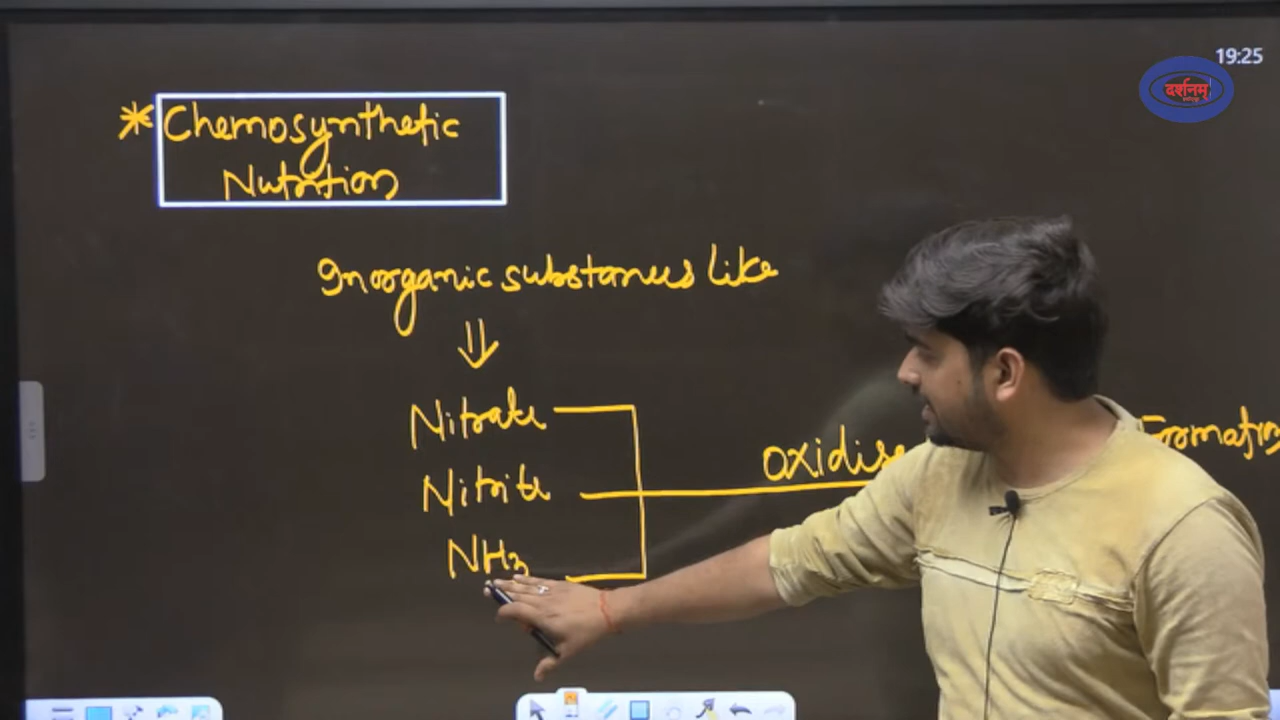 19:25
दर्शनम्
* Chemosynthetic
Nutrition
Inorganic substances like
⇓
Nitrate
Nitrite
NH3
oxidise
Formation